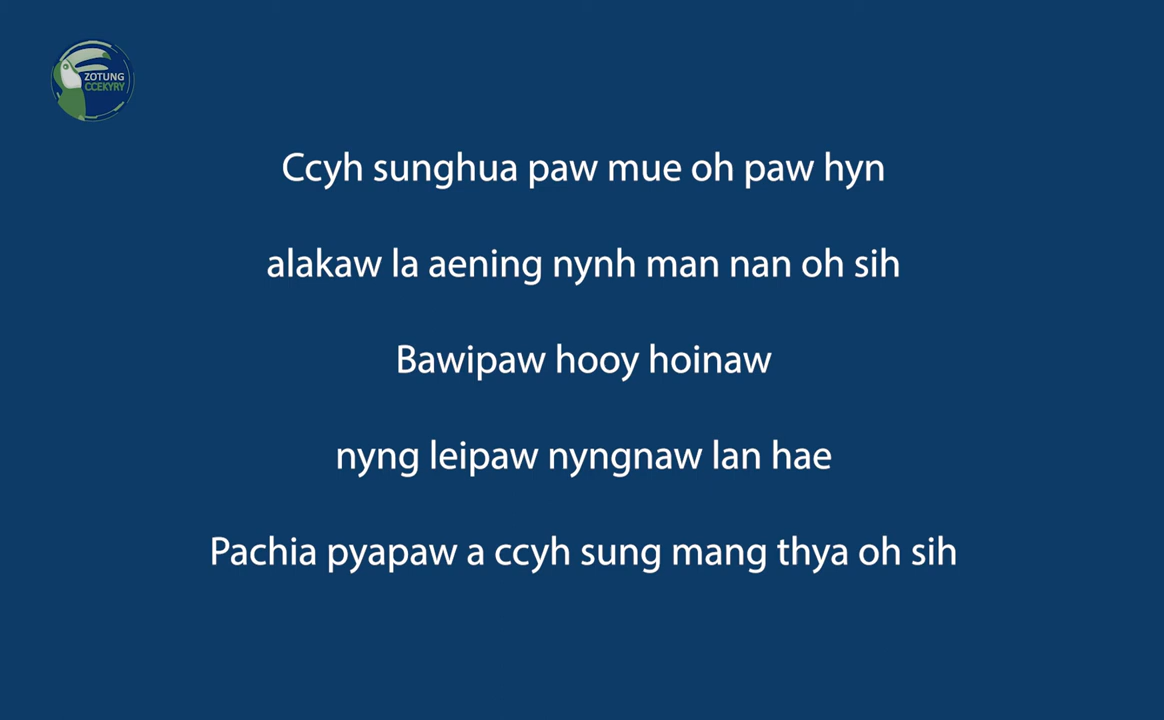 ZOTUNG
CCEKYRY
Ccyh sunghua paw mue oh paw hyn
alakaw la aening nynh man nan oh sih
Bawipaw hooy hoinaw
nyng leipaw nyngnaw lan hae
Pachia pyapaw a ccyh sung mang thya oh sih